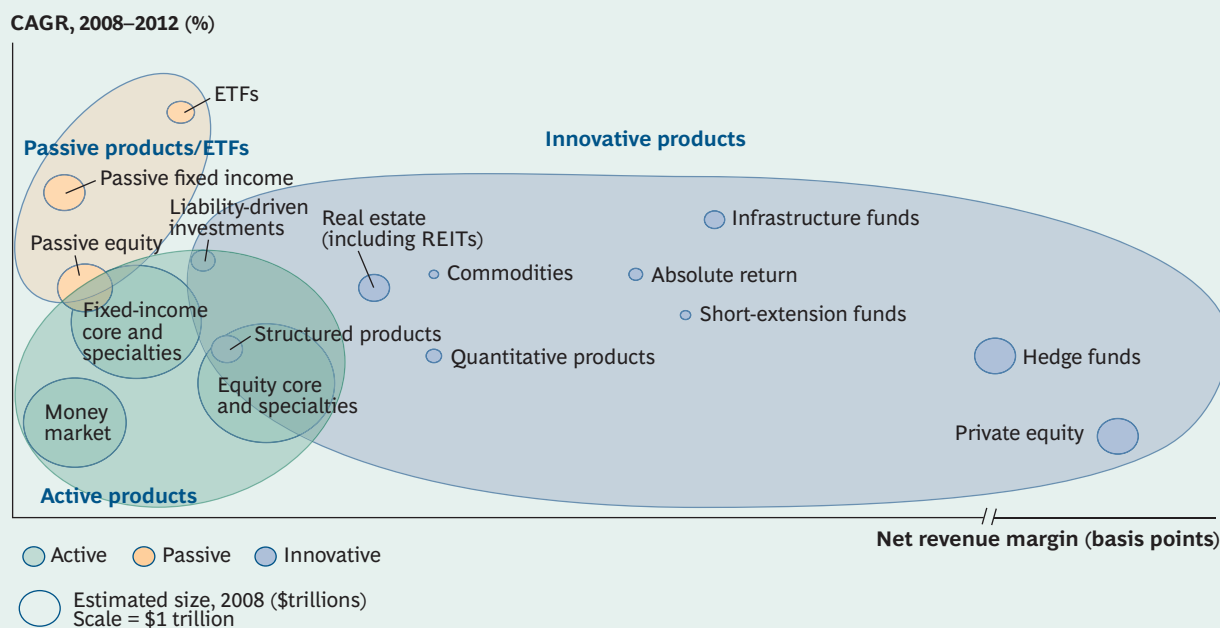 CAGR, 2008–2012 (%)
ETFs
Passive products/ETFs
Innovative products
Passive fixed income
Liability-driven
investments
Real estate
(including REITs)
Infrastructure funds
Passive equity
Commodities
Absolute return
Fixed-income
core and
specialties
Short-extension funds
Structured products
Quantitative products
Hedge funds
Equity core
and specialties
Money
market
Private equity
Active products
Net revenue margin (basis points)
Active
Passive
Innovative
Estimated size, 2008 ($trillions)
Scale = $1 trillion